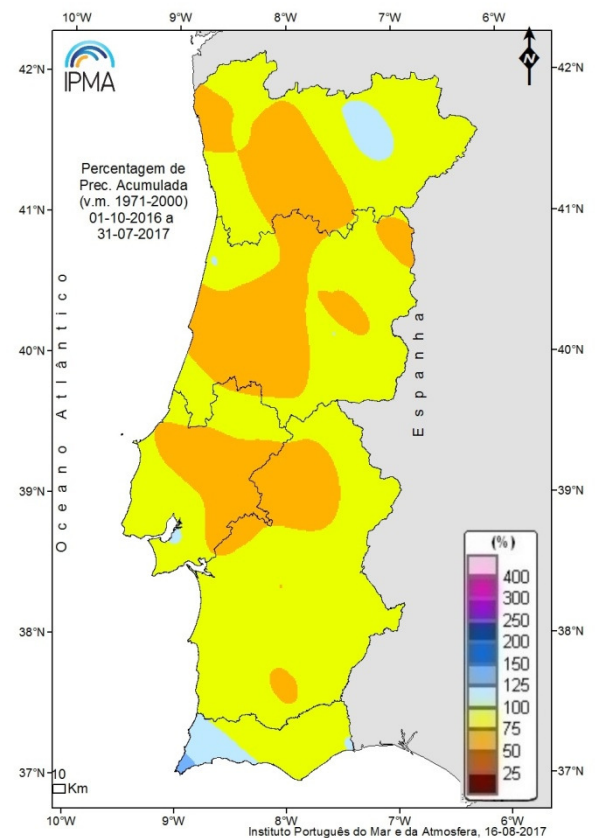 10°W 9°W 8°W 7°W 6°W
42°N 42°N
IPMA
N
Percentagem de
Prec. Acumulada
(v.m. 1971-2000)
01-10-2016 a
31-07-2017
41°N 41°N
Oceano Atlântico
Espanha
40°N 40°N
39°N 39°N
(%)
400
300
250
200
150
125
100
75
50
25
38°N 38°N
37°N 37°N
10
Km
10°W 9°W 8°W 7°W 6°W
Instituto Português do Mar e da Atmosfera, 16-08-2017